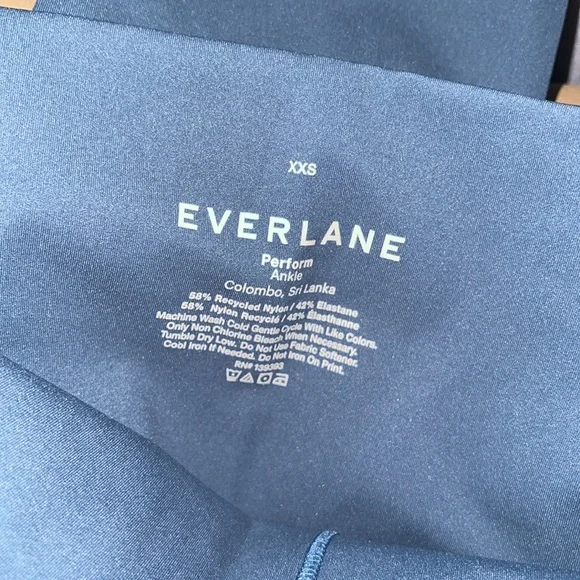 XXS
EVERLANE
Perform
Ankle
Colombo, Sri Lanka
58% Recycled Nylon / 42% Elastane
58% Nylon Recyclé / 42% Élasthanne
Machine Wash Cold Gentle Cycle With Like Colors.
Only Non Chlorine Bleach When Necessary.
Tumble Dry Low. Do Not Use Fabric Softener.
Cool Iron If Needed. Do Not Iron On Print.
RN# 139393